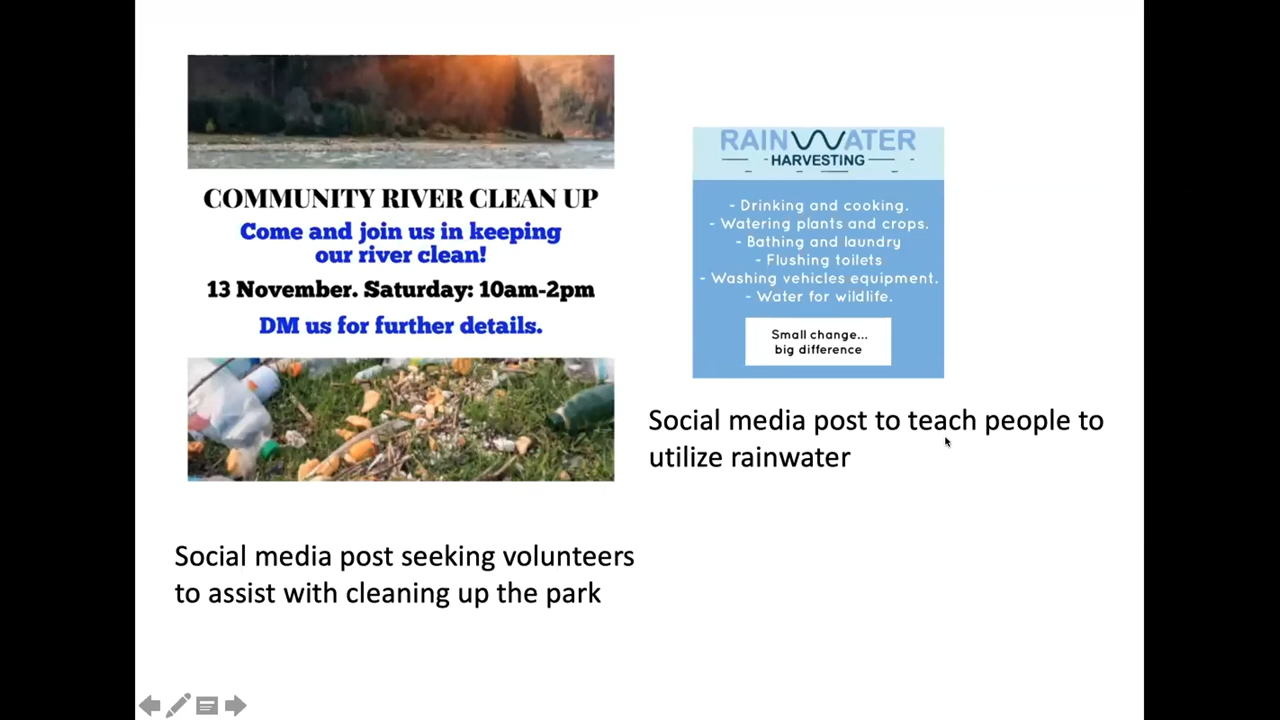 COMMUNITY RIVER CLEAN UP
Come and join us in keeping
our river clean!
13 November. Saturday: 10am-2pm
DM us for further details.
Social media post seeking volunteers
to assist with cleaning up the park
RAINWATER
HARVESTING
- Drinking and cooking.
- Watering plants and crops.
- Bathing and laundry
- Flushing toilets
- Washing vehicles equipment.
- Water for wildlife.
Small change...
big difference
Social media post to teach people to
utilize rainwater